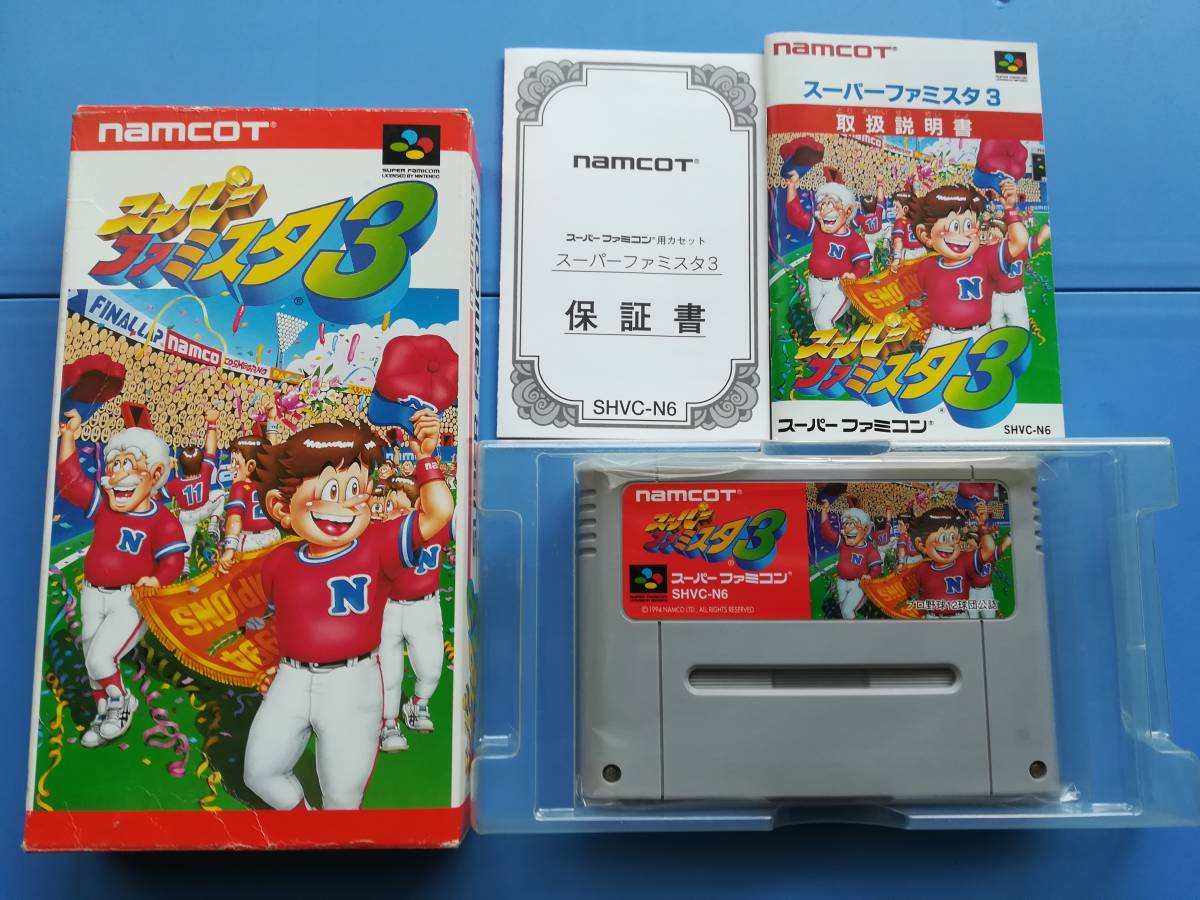 namcot®
SUPER FAMICOM
LICENSED BY NINTENDO
スーパー
ファミスタ3
®
FINAL LAP
namco
COSMOGANG
11
N
N
namcot®
スーパーファミコン®用カセット
スーパーファミスタ3
保証書
SHVC-N6
namcot®
スーパーファミスタ3
取扱説明書
N
スーパー
ファミスタ3
®
スーパーファミコン®
SHVC-N6
namcot®
スーパー
ファミスタ3
®
スーパーファミコン®
SHVC-N6
©1994 NAMCO LTD., ALL RIGHTS RESERVED
N
N
プロ野球12球団公認